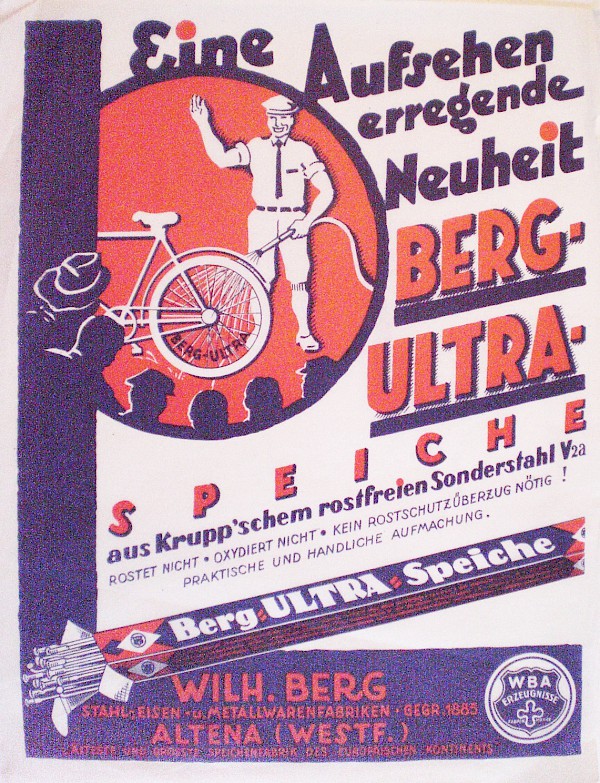 Eine Aufsehen
erregende
Neuheit
BERG-
ULTRA-
SPEICHE
BERG-ULTRA
aus Krupp'schem rostfreien Sonderstahl V2a
ROSTET NICHT • OXYDIERT NICHT • KEIN ROSTSCHUTZÜBERZUG NÖTIG !
PRAKTISCHE UND HANDLICHE AUFMACHUNG.
Berg-ULTRA-Speiche
WILH. BERG
STAHL-, EISEN- u. METALLWARENFABRIKEN • GEGR. 1883
ALTENA (WESTF.)
ÄLTESTE UND GRÖSSTE SPEICHENFABRIK DES EUROPÄISCHEN KONTINENTS
WBA
ERZEUGNISSE